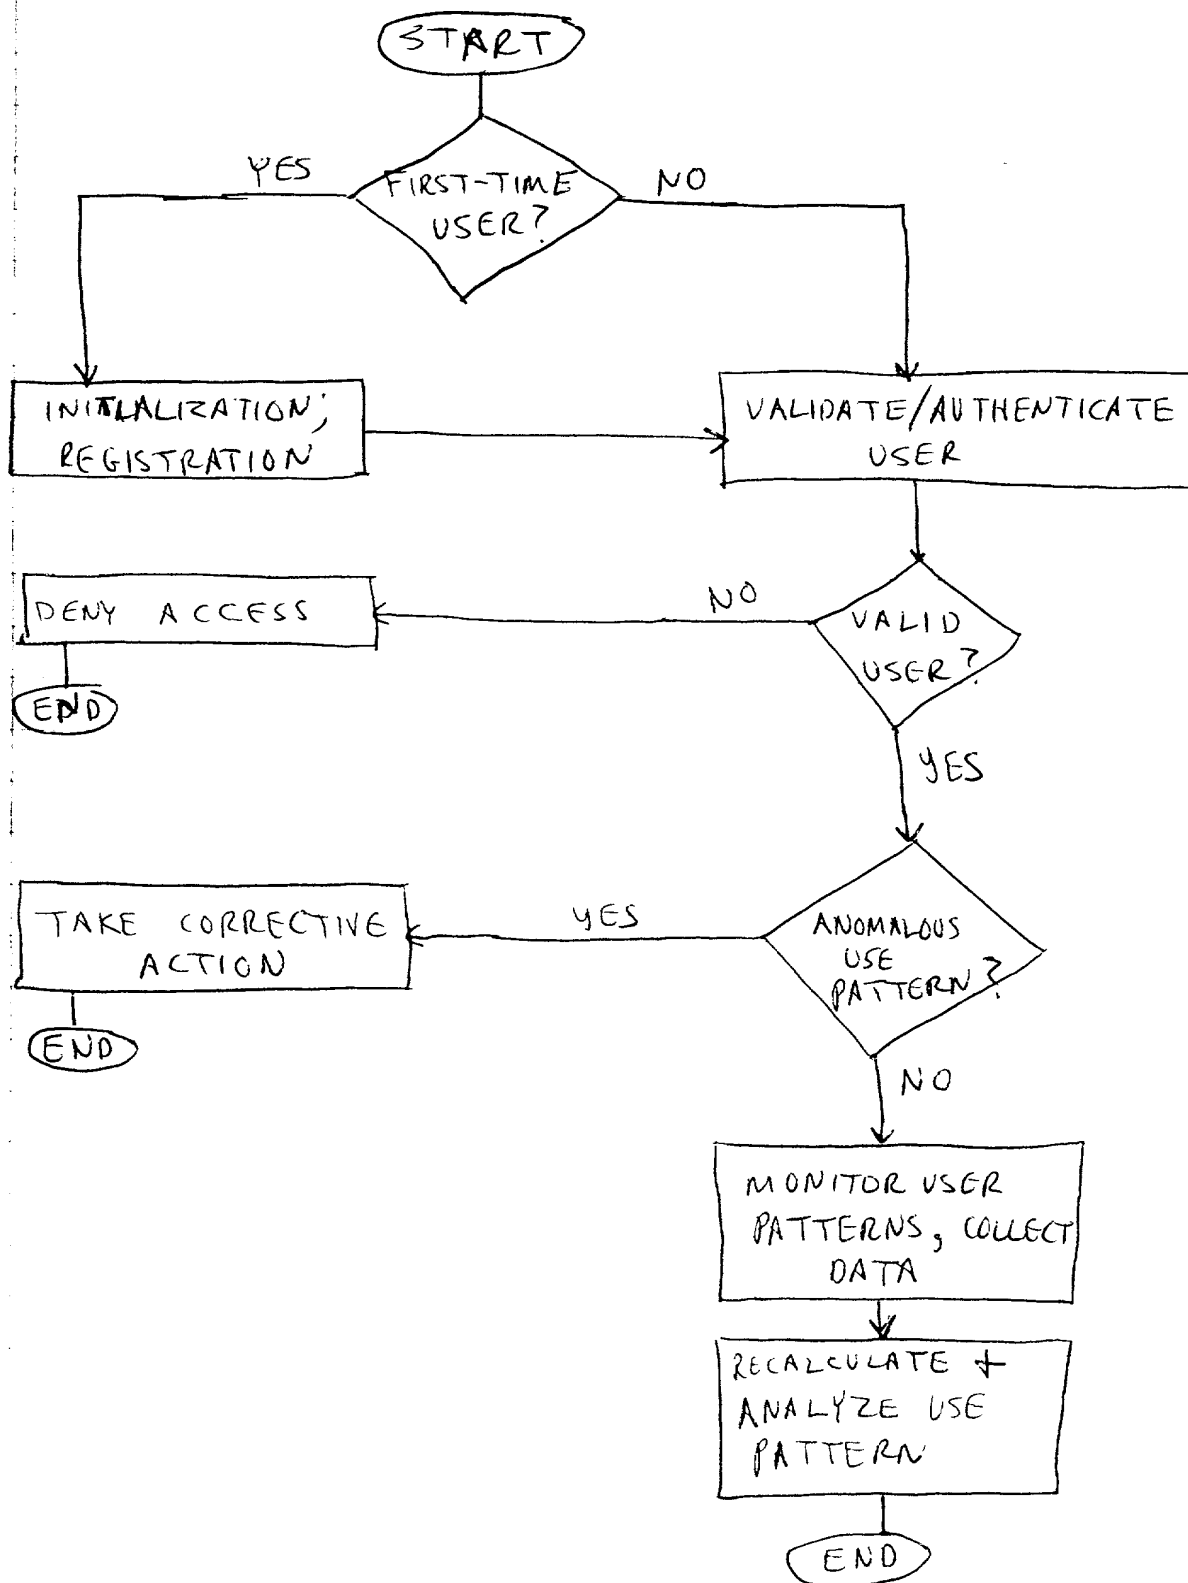 START
YES
FIRST-TIME
USER?
NO
INITIALIZATION;
REGISTRATION
VALIDATE/AUTHENTICATE
USER
DENY ACCESS
NO
VALID
USER?
END
YES
TAKE CORRECTIVE
ACTION
YES
ANOMALOUS
USE
PATTERN?
END
NO
MONITOR USER
PATTERNS, COLLECT
DATA
RECALCULATE +
ANALYZE USE
PATTERN
END